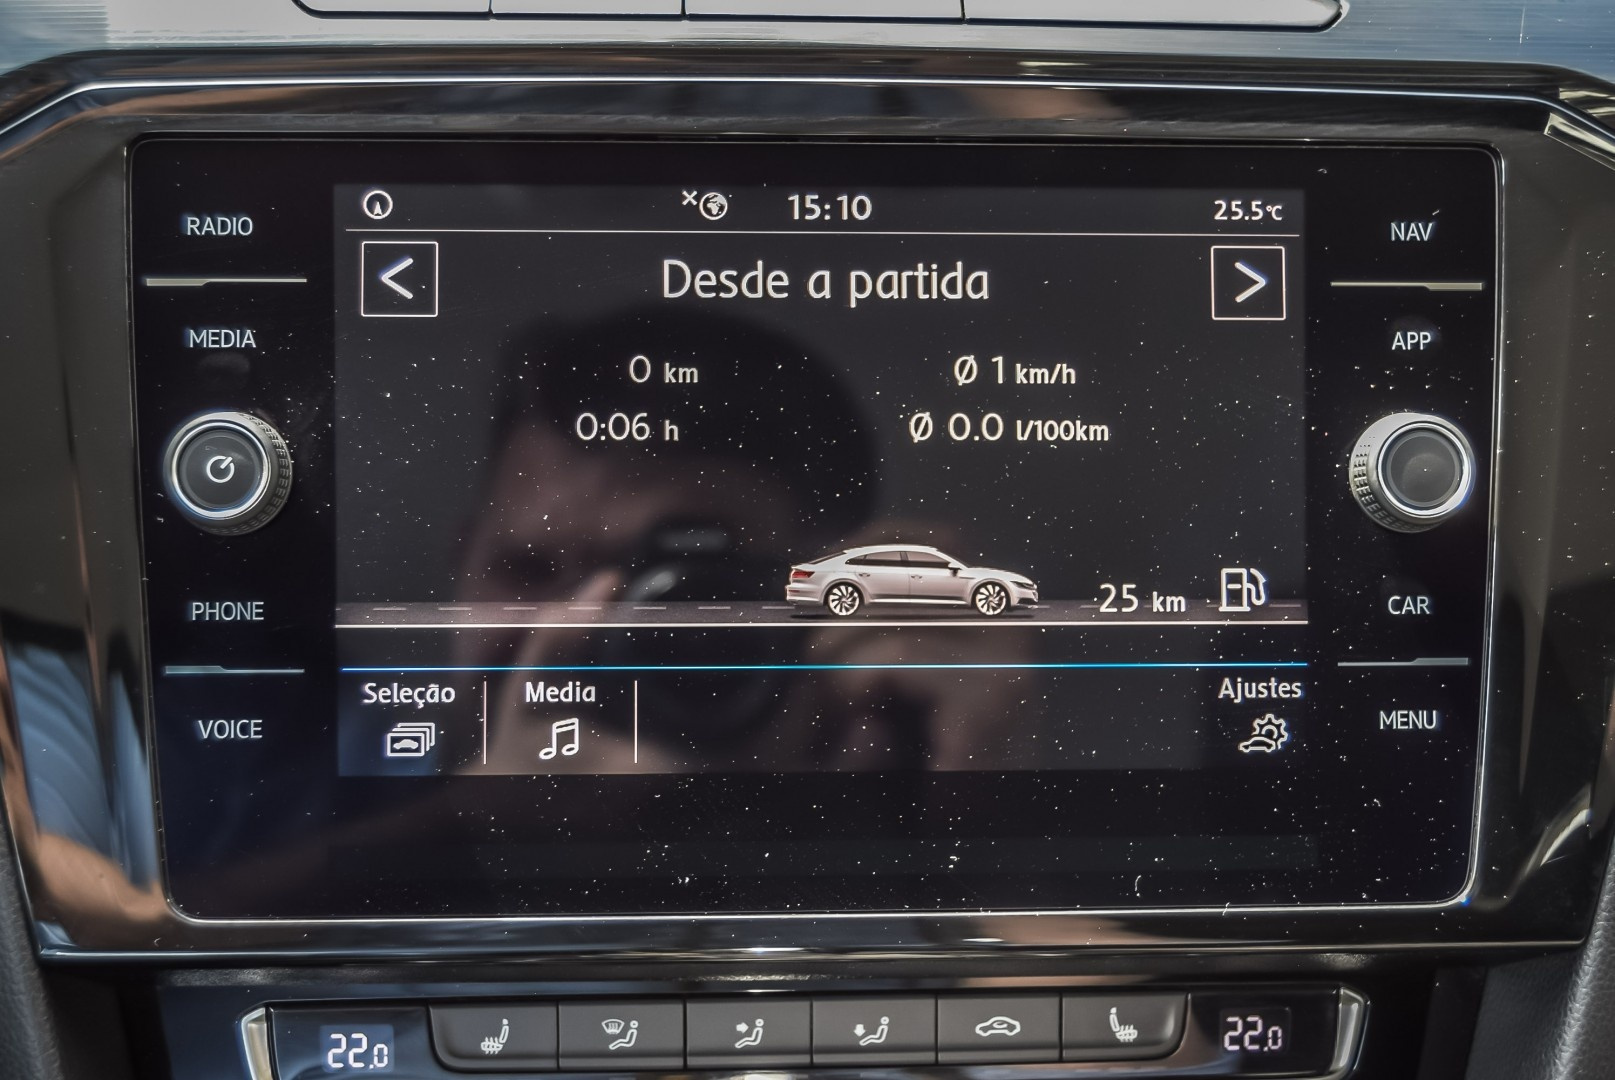 RADIO
MEDIA
PHONE
VOICE
15:10
25.5°C
Desde a partida
0 km
Ø 1 km/h
0:06 h
Ø 0.0 l/100km
25 km
Seleção
Media
Ajustes
NAV
APP
CAR
MENU
22.0
22.0